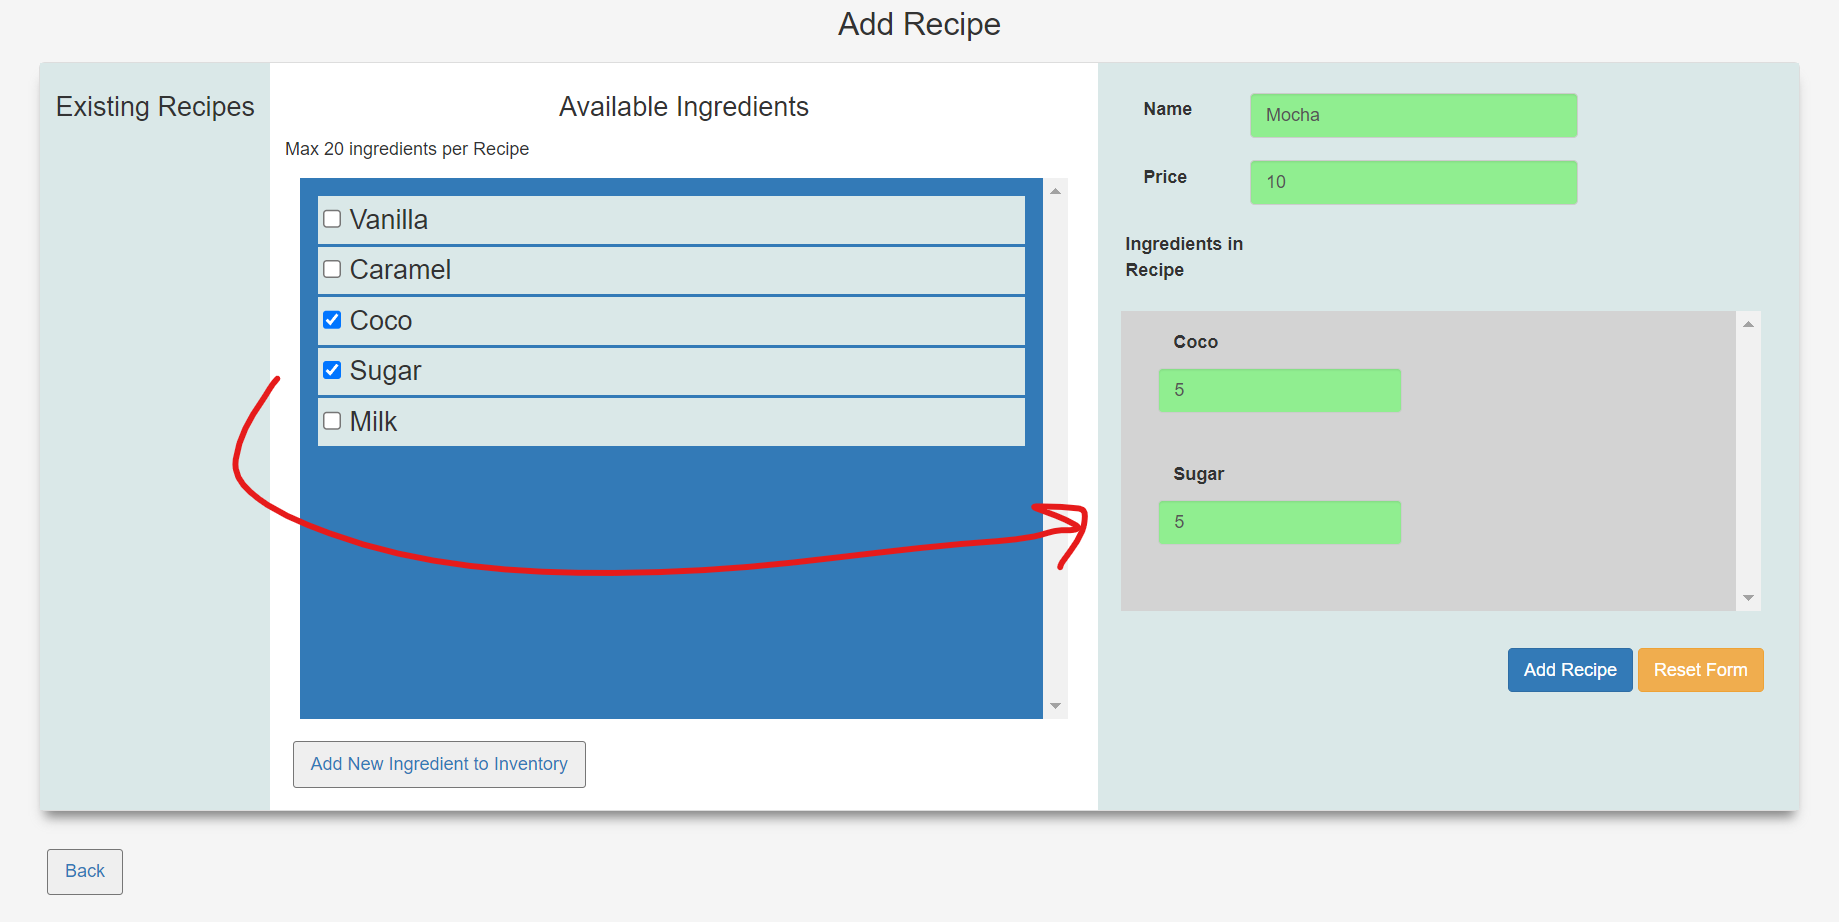 Add Recipe
Existing Recipes
Available Ingredients
Max 20 ingredients per Recipe
Vanilla
Caramel
Coco
Sugar
Milk
Add New Ingredient to Inventory
Name
Mocha
Price
10
Ingredients in
Recipe
Coco
5
Sugar
5
Add Recipe
Reset Form
Back